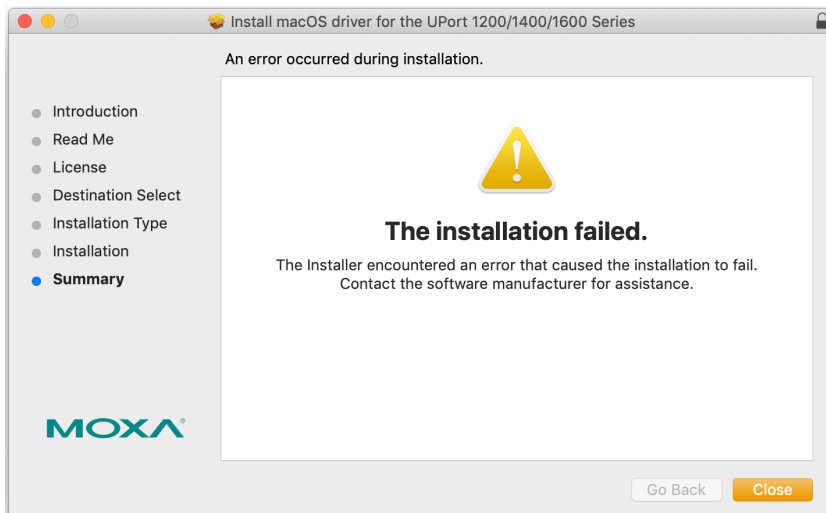 Install macOS driver for the UPort 1200/1400/1600 Series
An error occurred during installation.
Introduction
Read Me
License
Destination Select
Installation Type
Installation
Summary
The installation failed.
The Installer encountered an error that caused the installation to fail.
Contact the software manufacturer for assistance.
MOXA®
Go Back
Close